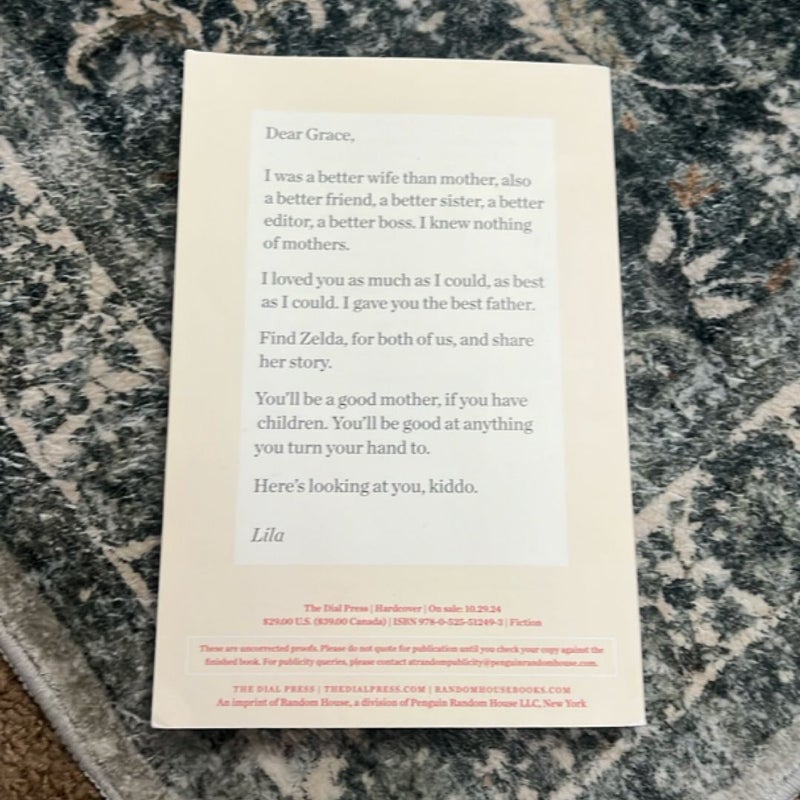 Dear Grace,
I was a better wife than mother, also
a better friend, a better sister, a better
editor, a better boss. I knew nothing
of mothers.
I loved you as much as I could, as best
as I could. I gave you the best father.
Find Zelda, for both of us, and share
her story.
You'll be a good mother, if you have
children. You'll be good at anything
you turn your hand to.
Here's looking at you, kiddo.
Lila
The Dial Press | Hardcover | On sale: 10.29.24
$29.00 U.S. ($39.00 Canada) | ISBN 978-0-525-51249-3 | Fiction
These are uncorrected proofs. Please do not quote for publication until you check your copy against the
finished book. For publicity queries, please contact atrandompublicity@penguinrandomhouse.com.
THE DIAL PRESS | THEDIALPRESS.COM | RANDOMHOUSEBOOKS.COM
An imprint of Random House, a division of Penguin Random House LLC, New York